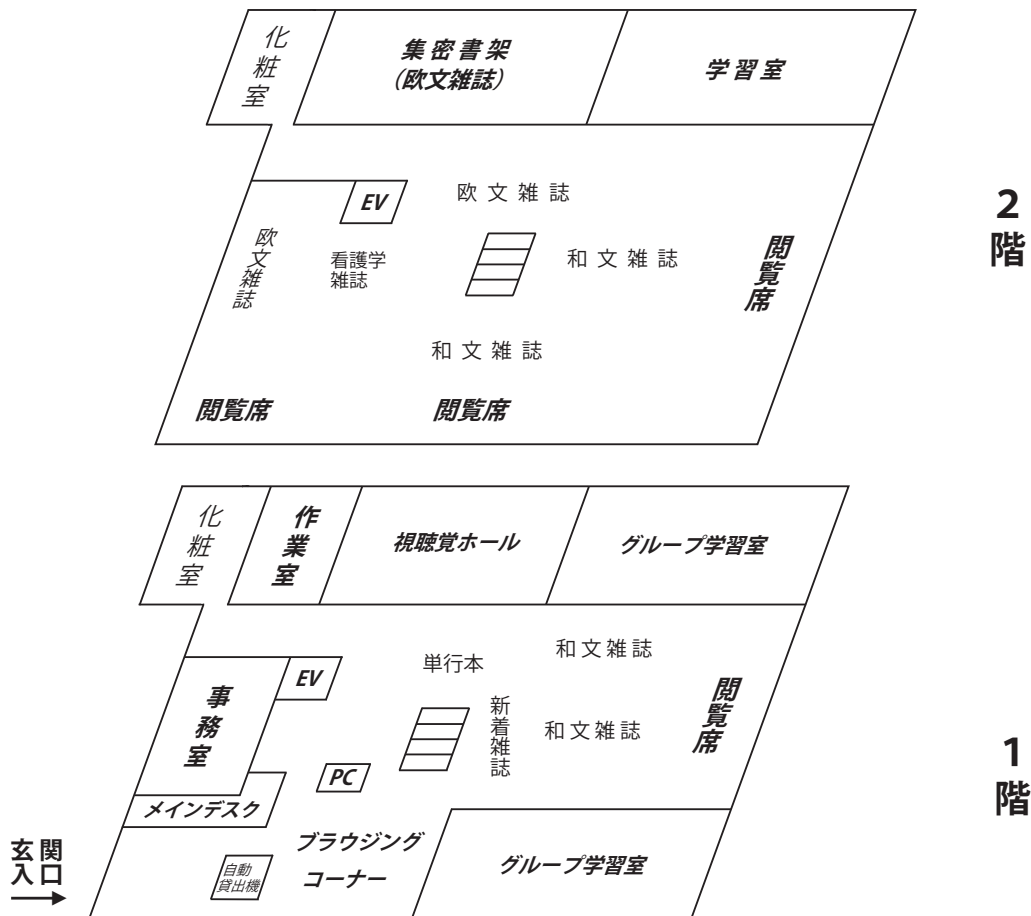 化粧室
集密書架
(欧文雑誌)
学習室
EV
欧文雑誌
欧文雑誌
看護学
雑誌
和文雑誌
閲覧席
和文雑誌
閲覧席
閲覧席
2階
化粧室
作業室
視聴覚ホール
グループ学習室
和文雑誌
単行本
EV
事務室
新着雑誌
和文雑誌
閲覧席
PC
メインデスク
1階
ブラウジング
コーナー
グループ学習室
自動
貸出機
玄関
入口